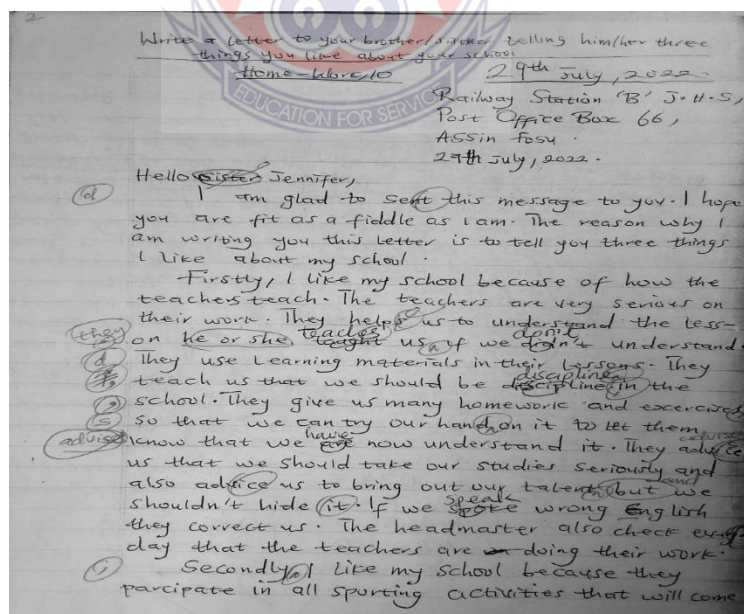 2
Write a letter to your brother/sister telling him/her three
things you like about your school
Home-Work 10 29th July, 2022.
EDUCATION FOR SERVICE
Railway Station 'B' J.H.S,
Post Office Box 66,
Assin Fosu.
29th July, 2022.
Hello sister Jennifer,
d I am glad to sent this message to you. I hope
you are fit as a fiddle as I am. The reason why I
am writing you this letter is to tell you three things
I like about my school.
Firstly, I like my school because of how the
teachers teach. The teachers are very serious on
their work. They helps us to understand the less-
they on he or she taught teaches us if we didn't don't understand.
d They use Learning materials in their lessons. They
teach us that we should be discipline in the
school. They give us many homework and excercises
s so that we can try our hand on it to let them
advise know that we are have now understand it. They advice
us that we should take our studies seriously and
also advice us to bring out our talent but and we
shouldn't hide it. If we spoke speak wrong English
they correct us. The headmaster also check every
day that the teachers are doing their work.
i Secondly, I like my school because they
parcipate in all sporting activities that will come